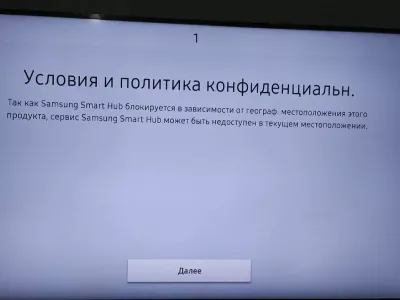 1
Условия и политика конфиденциальн.
Так как Samsung Smart Hub блокируется в зависимости от географ. местоположения этого
продукта, сервис Samsung Smart Hub может быть недоступен в текущем местоположении.
Далее